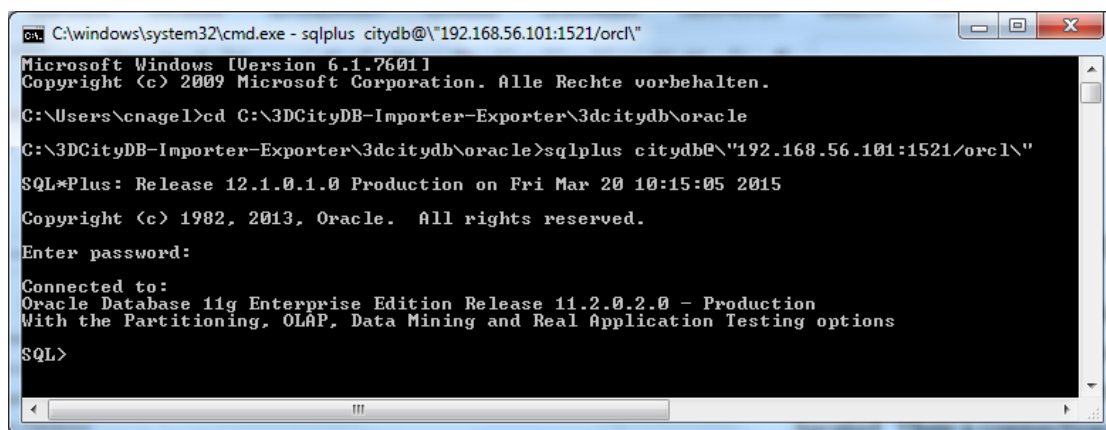 C:\windows\system32\cmd.exe - sqlplus citydb@\"192.168.56.101:1521/orcl\"
Microsoft Windows [Version 6.1.7601]
Copyright (c) 2009 Microsoft Corporation. Alle Rechte vorbehalten.
C:\Users\cnagel>cd C:\3DCityDB-Importer-Exporter\3dcitydb\oracle
C:\3DCityDB-Importer-Exporter\3dcitydb\oracle>sqlplus citydb@\"192.168.56.101:1521/orcl\"
SQL*Plus: Release 12.1.0.1.0 Production on Fri Mar 20 10:15:05 2015
Copyright (c) 1982, 2013, Oracle.  All rights reserved.
Enter password:
Connected to:
Oracle Database 11g Enterprise Edition Release 11.2.0.2.0 - Production
With the Partitioning, OLAP, Data Mining and Real Application Testing options
SQL>